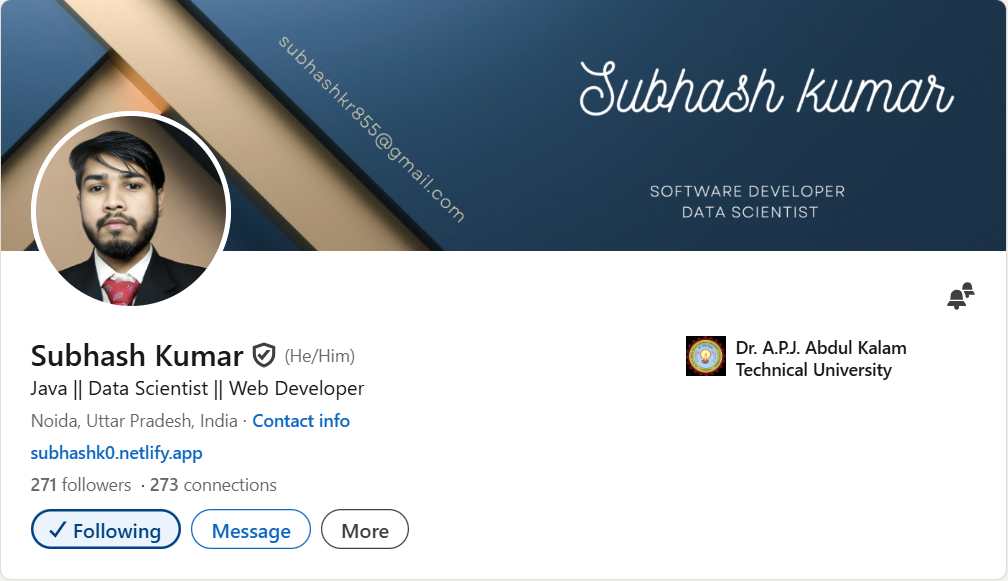 subhashkr855@gmail.com
Subhash kumar
SOFTWARE DEVELOPER
DATA SCIENTIST
Subhash Kumar (He/Him)
Java || Data Scientist || Web Developer
Noida, Uttar Pradesh, India · Contact info
subhashk0.netlify.app
271 followers · 273 connections
Dr. A.P.J. Abdul Kalam
Technical University
Following
Message
More